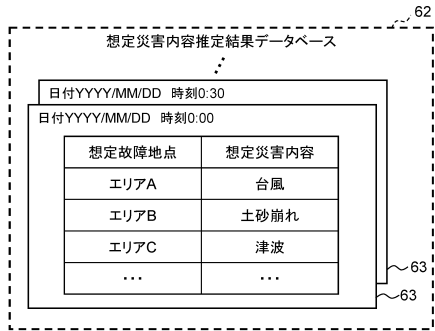 62
想定災害内容推定結果データベース
日付YYYY/MM/DD 時刻0:30
日付YYYY/MM/DD 時刻0:00
想定故障地点 想定災害内容
エリアA 台風
エリアB 土砂崩れ
エリアC 津波
... ...
63
63